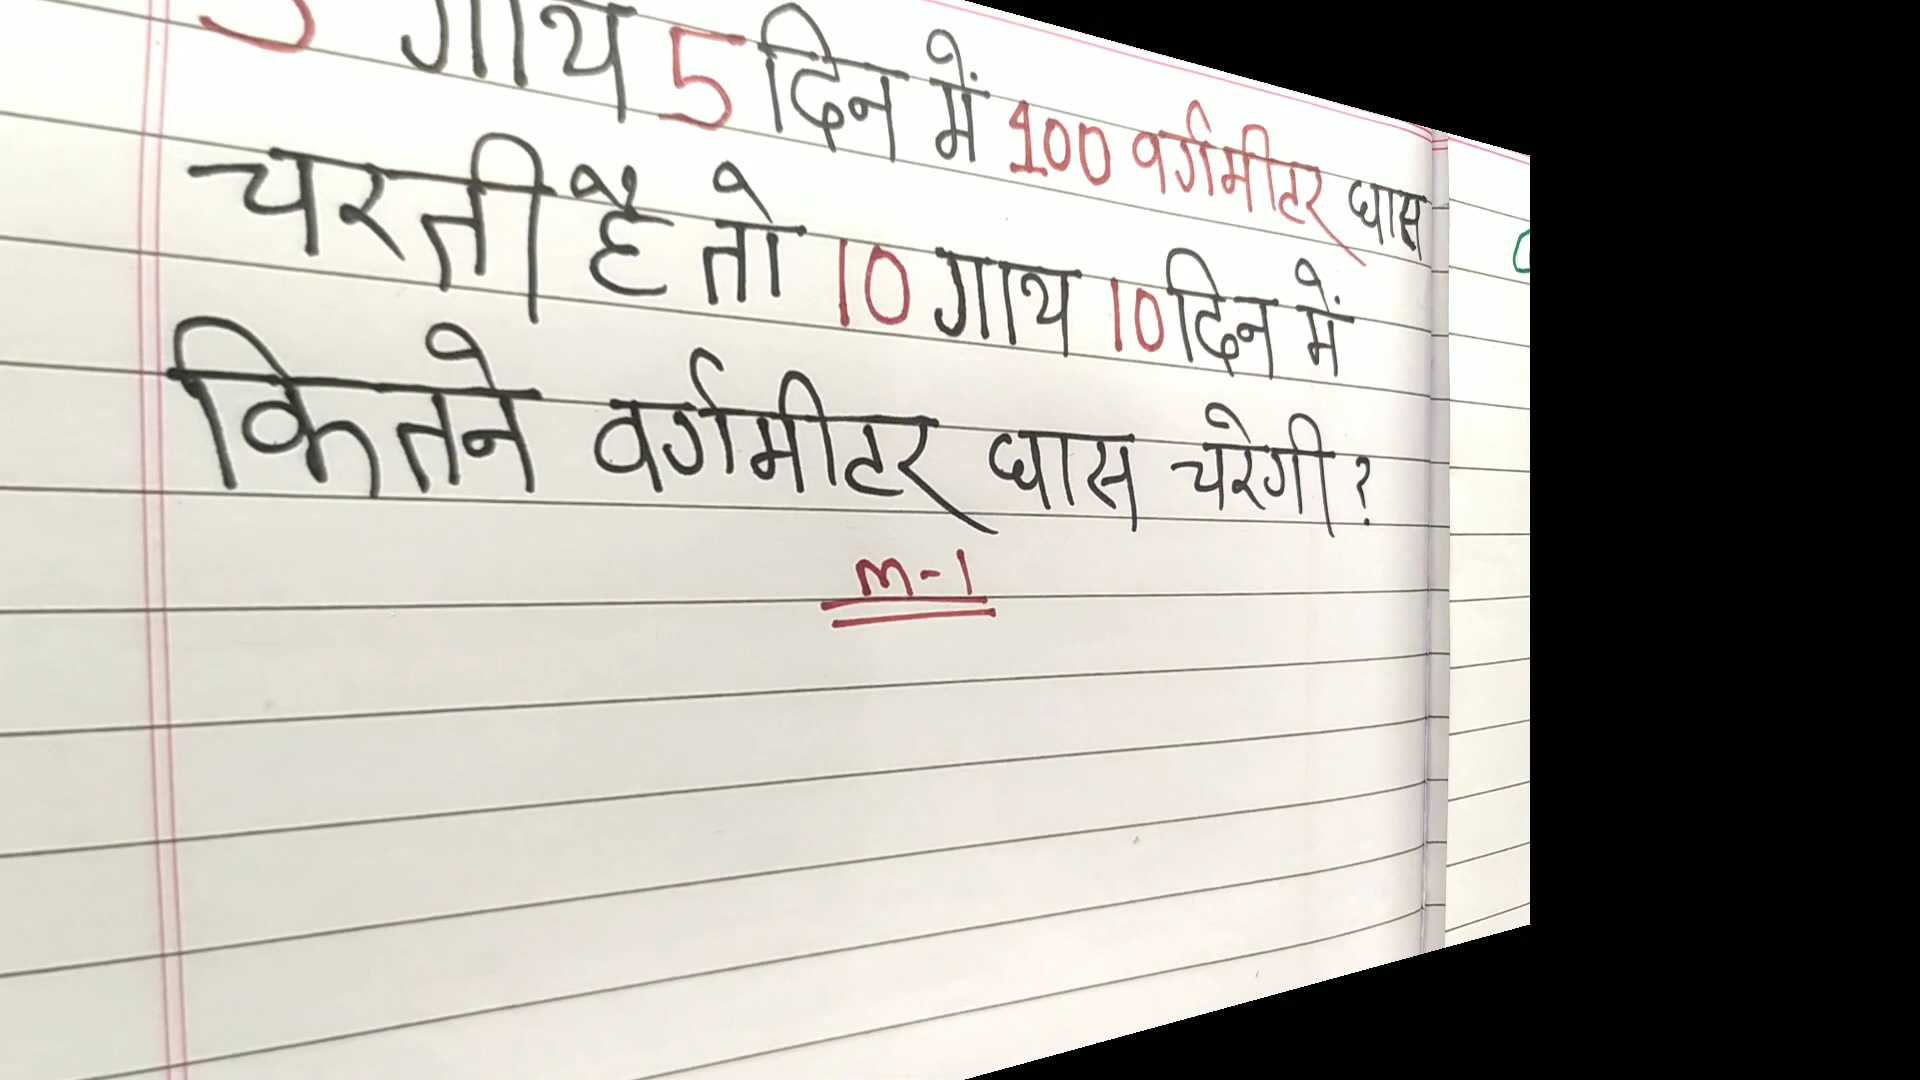 गाय 5 दिन में 100 वर्गमीटर घास
चरती है तो 10 गाय 10 दिन में
कितने वर्गमीटर घास चरेगी ?
m-1